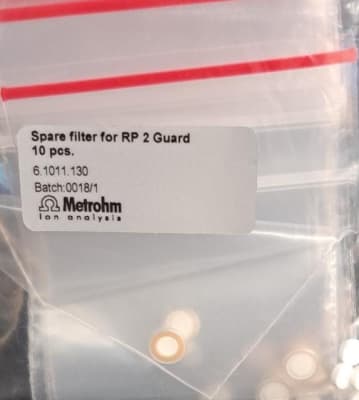 Spare filter for RP 2 Guard
10 pcs.
6.1011.130
Batch:0018/1
Metrohm
Ion analysis